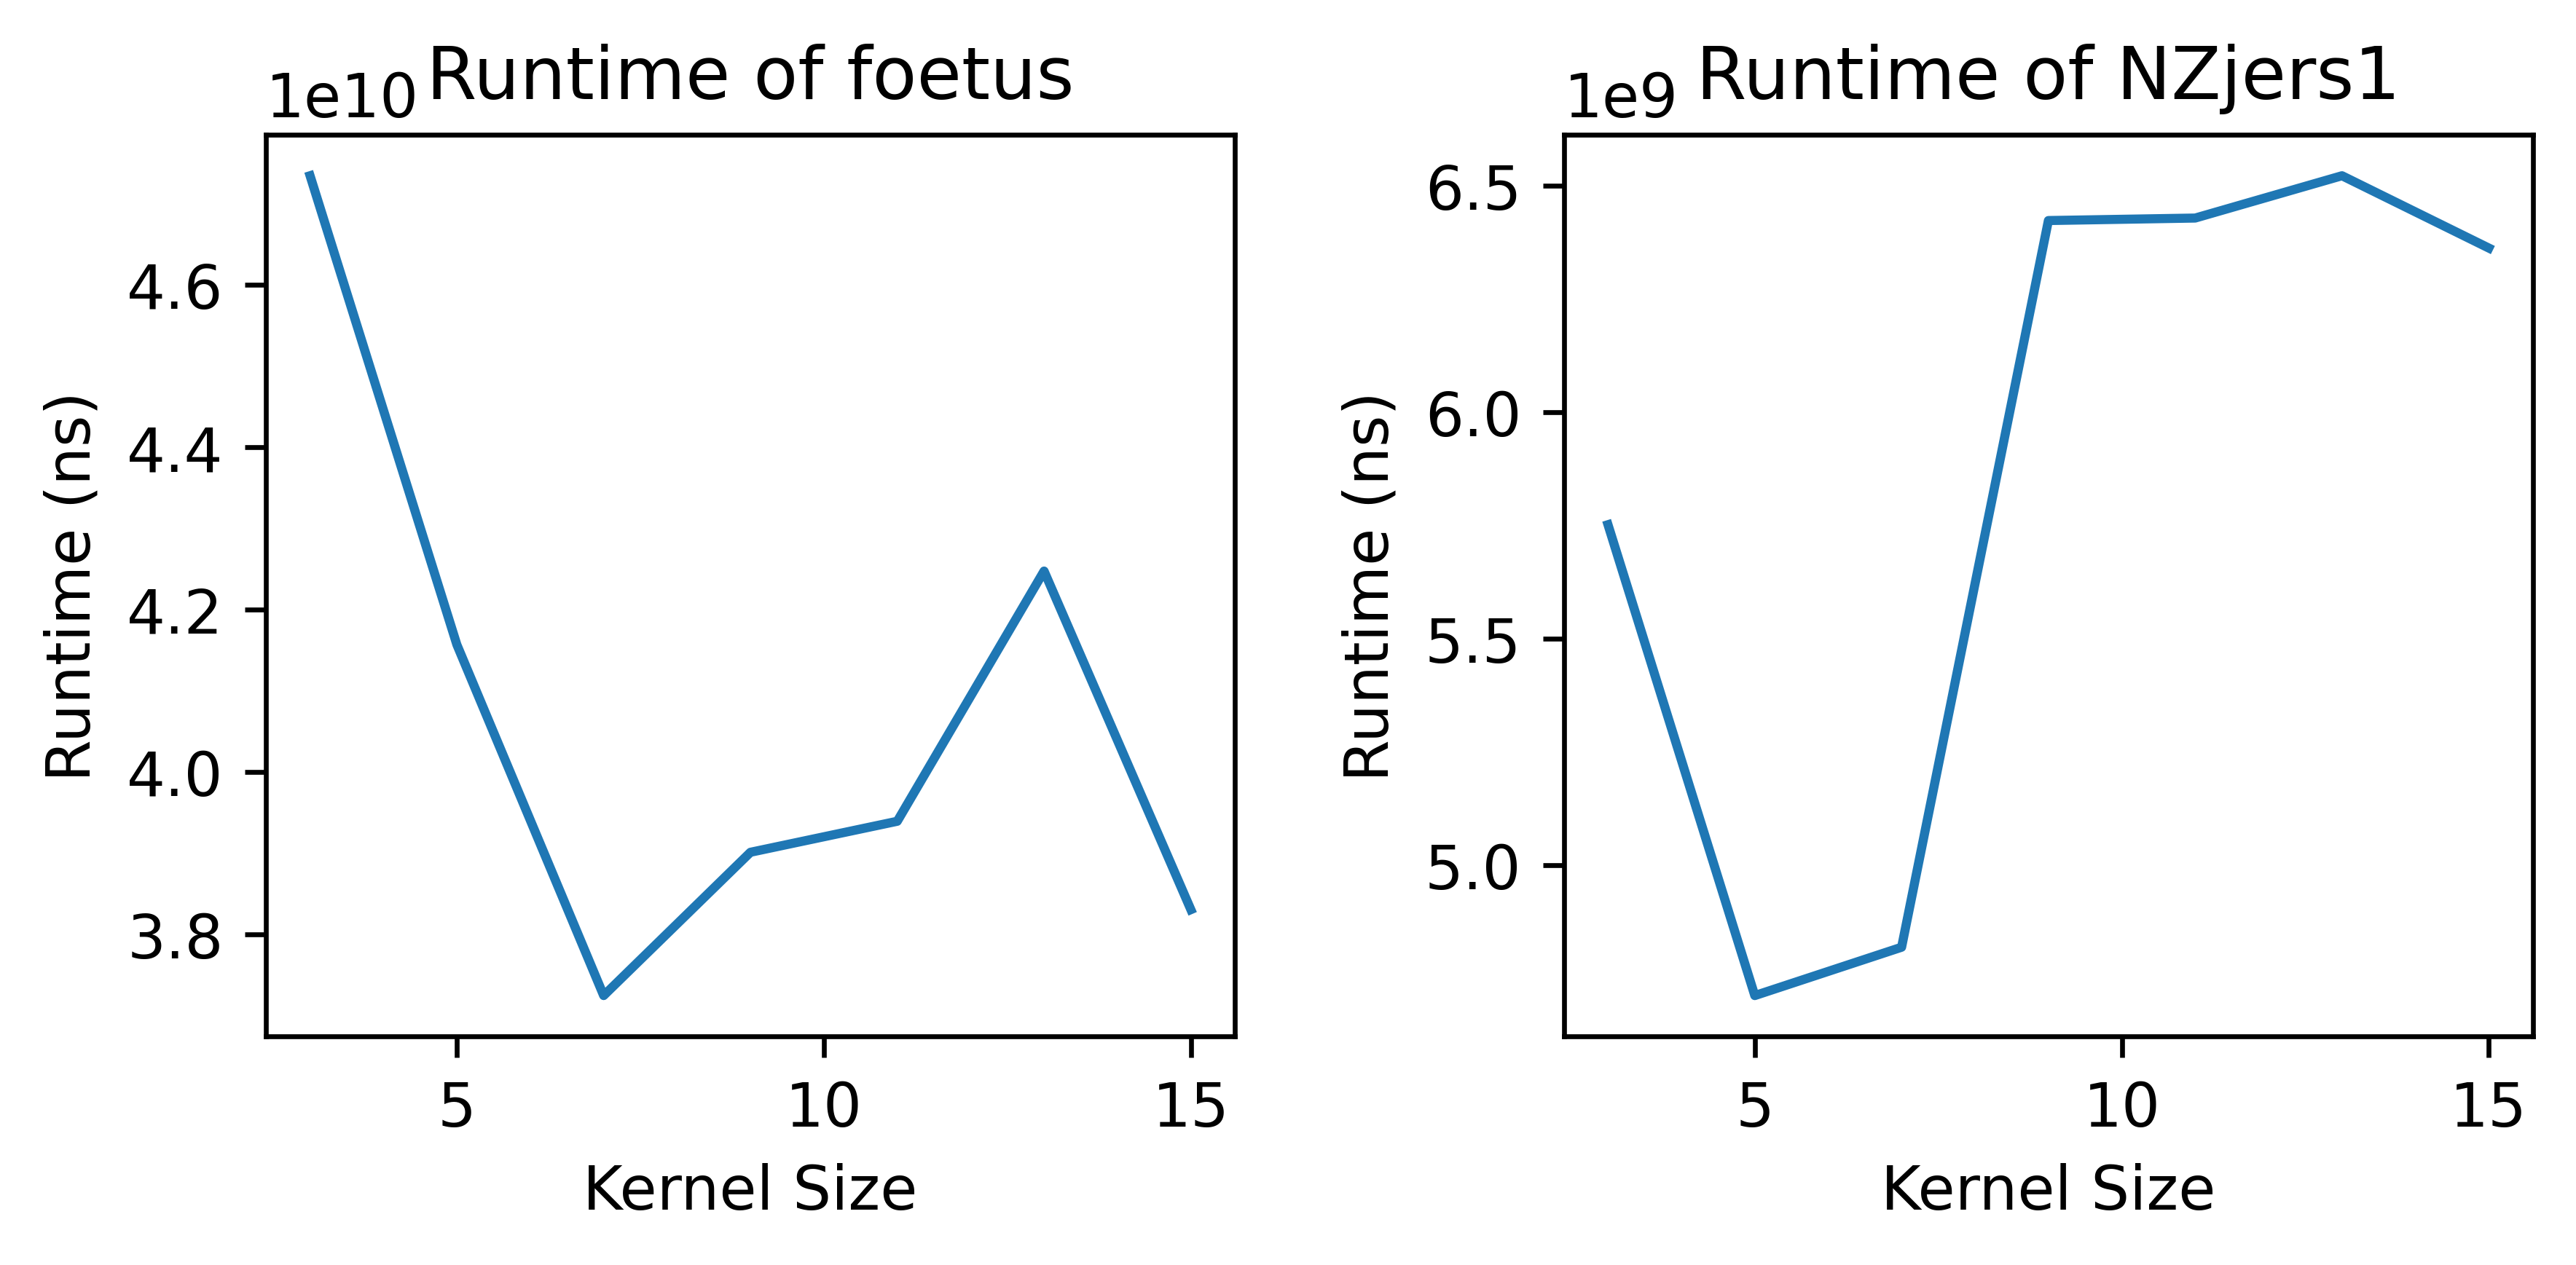 Runtime of foetus
1e10
4.6
4.4
4.2
4.0
3.8
Runtime (ns)
5 10 15
Kernel Size
Runtime of NZjers1
1e9
6.5
6.0
5.5
5.0
Runtime (ns)
5 10 15
Kernel Size